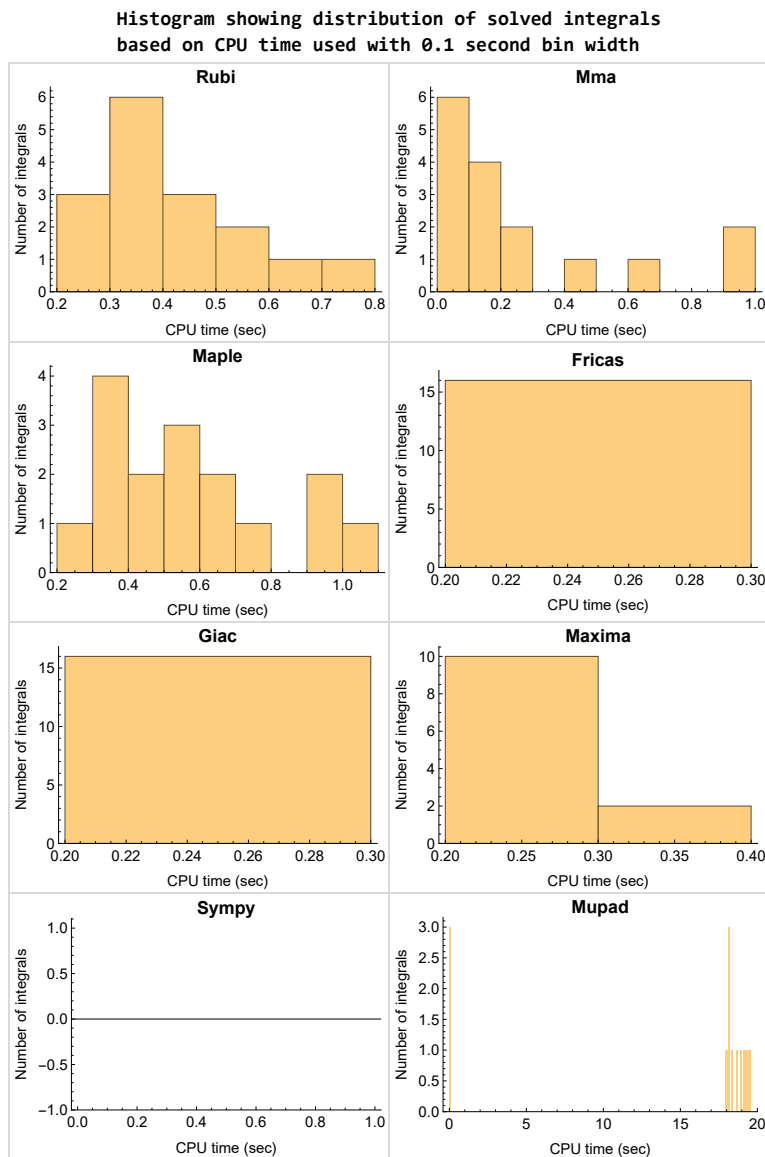 Histogram showing distribution of solved integrals
based on CPU time used with 0.1 second bin width
Rubi
Number of integrals
6
5
4
3
2
1
0
0.2 0.3 0.4 0.5 0.6 0.7 0.8
CPU time (sec)
Mma
Number of integrals
6
5
4
3
2
1
0
0.0 0.2 0.4 0.6 0.8 1.0
CPU time (sec)
Maple
Number of integrals
4
3
2
1
0
0.2 0.4 0.6 0.8 1.0
CPU time (sec)
Fricas
Number of integrals
15
10
5
0
0.20 0.22 0.24 0.26 0.28 0.30
CPU time (sec)
Giac
Number of integrals
15
10
5
0
0.20 0.22 0.24 0.26 0.28 0.30
CPU time (sec)
Maxima
Number of integrals
10
8
6
4
2
0
0.20 0.25 0.30 0.35 0.40
CPU time (sec)
Sympy
Number of integrals
1.0
0.5
0.0
−0.5
−1.0
0.0 0.2 0.4 0.6 0.8 1.0
CPU time (sec)
Mupad
Number of integrals
3.0
2.5
2.0
1.5
1.0
0.5
0.0
0 5 10 15 20
CPU time (sec)